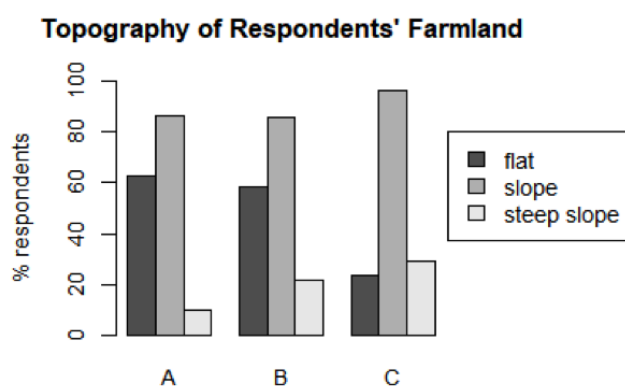 Topography of Respondents' Farmland
% respondents
100
80
60
40
20
0
A
B
C
flat
slope
steep slope